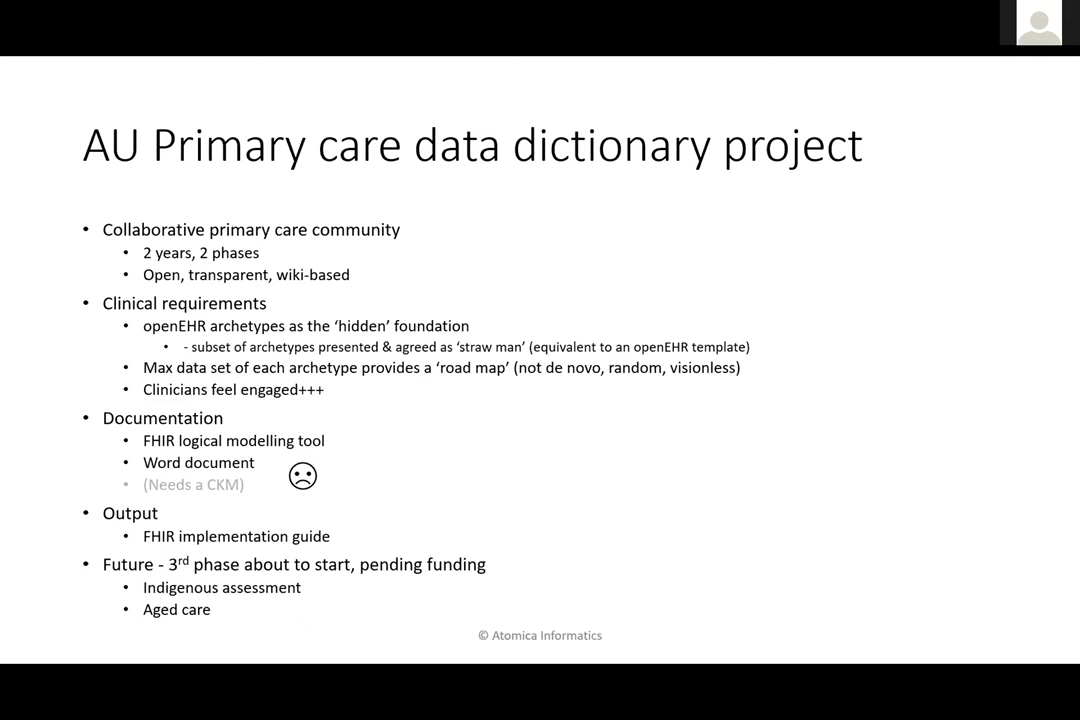 AU Primary care data dictionary project
• Collaborative primary care community
• 2 years, 2 phases
• Open, transparent, wiki-based
• Clinical requirements
• openEHR archetypes as the ‘hidden’ foundation
• - subset of archetypes presented & agreed as ‘straw man’ (equivalent to an openEHR template)
• Max data set of each archetype provides a ‘road map’ (not de novo, random, visionless)
• Clinicians feel engaged+++
• Documentation
• FHIR logical modelling tool
• Word document
• (Needs a CKM)
• Output
• FHIR implementation guide
• Future - 3rd phase about to start, pending funding
• Indigenous assessment
• Aged care
© Atomica Informatics